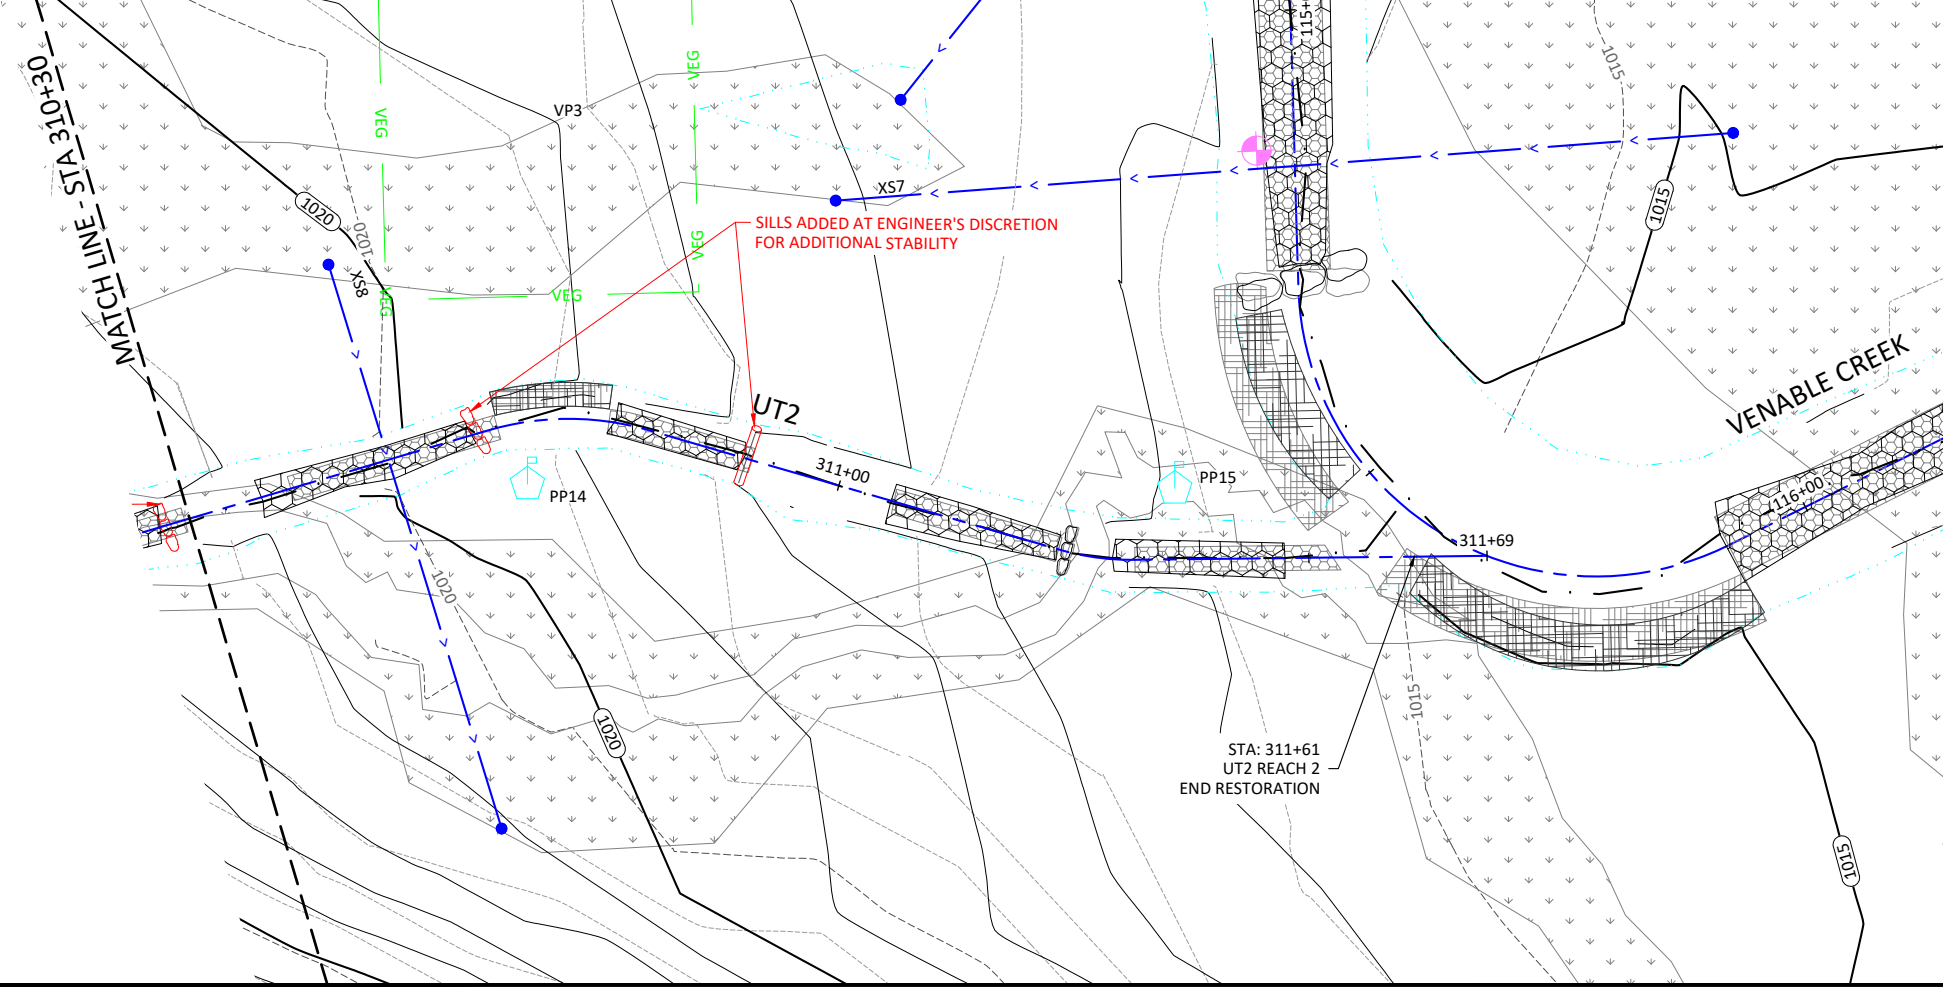 MATCH LINE - STA 310+30
VEG
VEG
VP3
115+
1015
1020
1020
XS8
VEG
VEG
VEG
XS7
1015
SILLS ADDED AT ENGINEER'S DISCRETION
FOR ADDITIONAL STABILITY
UT2
VENABLE CREEK
311+00
PP14
PP15
116+00
311+69
1020
1015
1020
STA: 311+61
UT2 REACH 2
END RESTORATION
1015